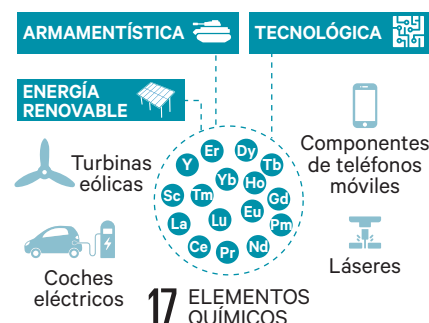 ARMAMENTÍSTICA
TECNOLÓGICA
ENERGÍA
RENOVABLE
Turbinas
eólicas
Coches
eléctricos
Er
Dy
Y
Tb
Yb
Ho
Sc
Tm
Gd
Eu
La
Lu
Pm
Ce
Pr
Nd
Componentes
de teléfonos
móviles
Láseres
17 ELEMENTOS
QUÍMICOS